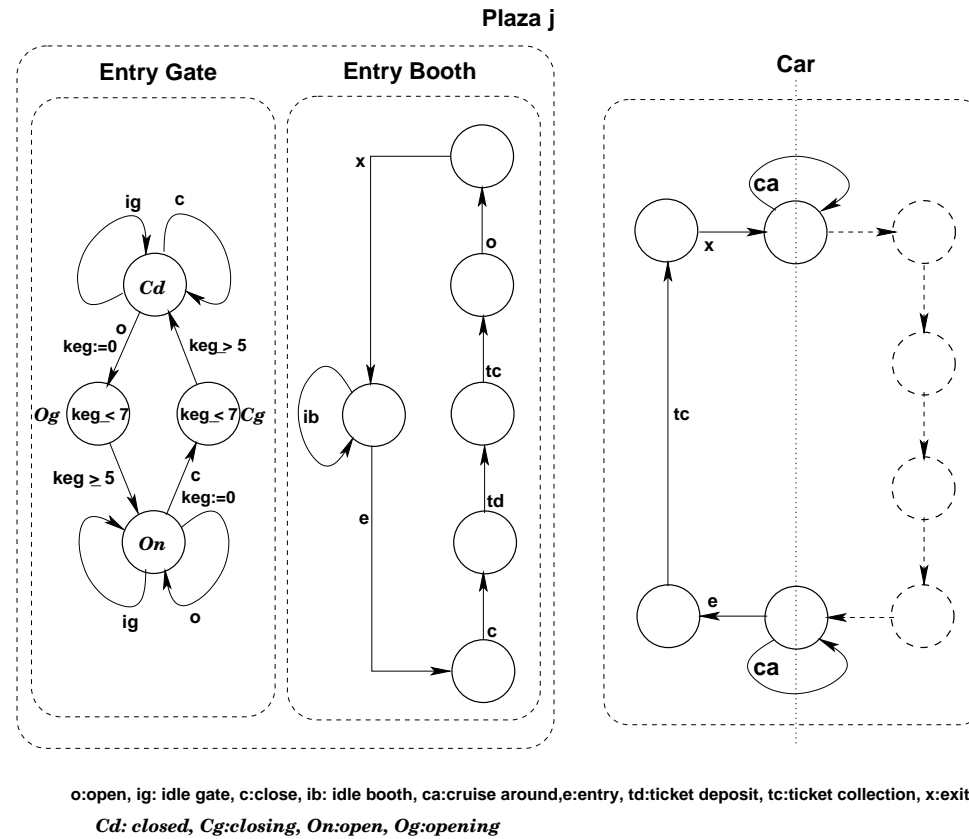 Plaza j
Entry Gate
Entry Booth
Car
ig
c
Cd
o
keg:=0
keg ≥ 5
Og
keg ≤ 7
keg ≤ 7
Cg
keg ≥ 5
c
keg:=0
On
ig
o
x
o
tc
ib
td
e
c
ca
x
tc
e
ca
o:open, ig: idle gate, c:close, ib: idle booth, ca:cruise around,e:entry, td:ticket deposit, tc:ticket collection, x:exit
Cd: closed, Cg:closing, On:open, Og:opening